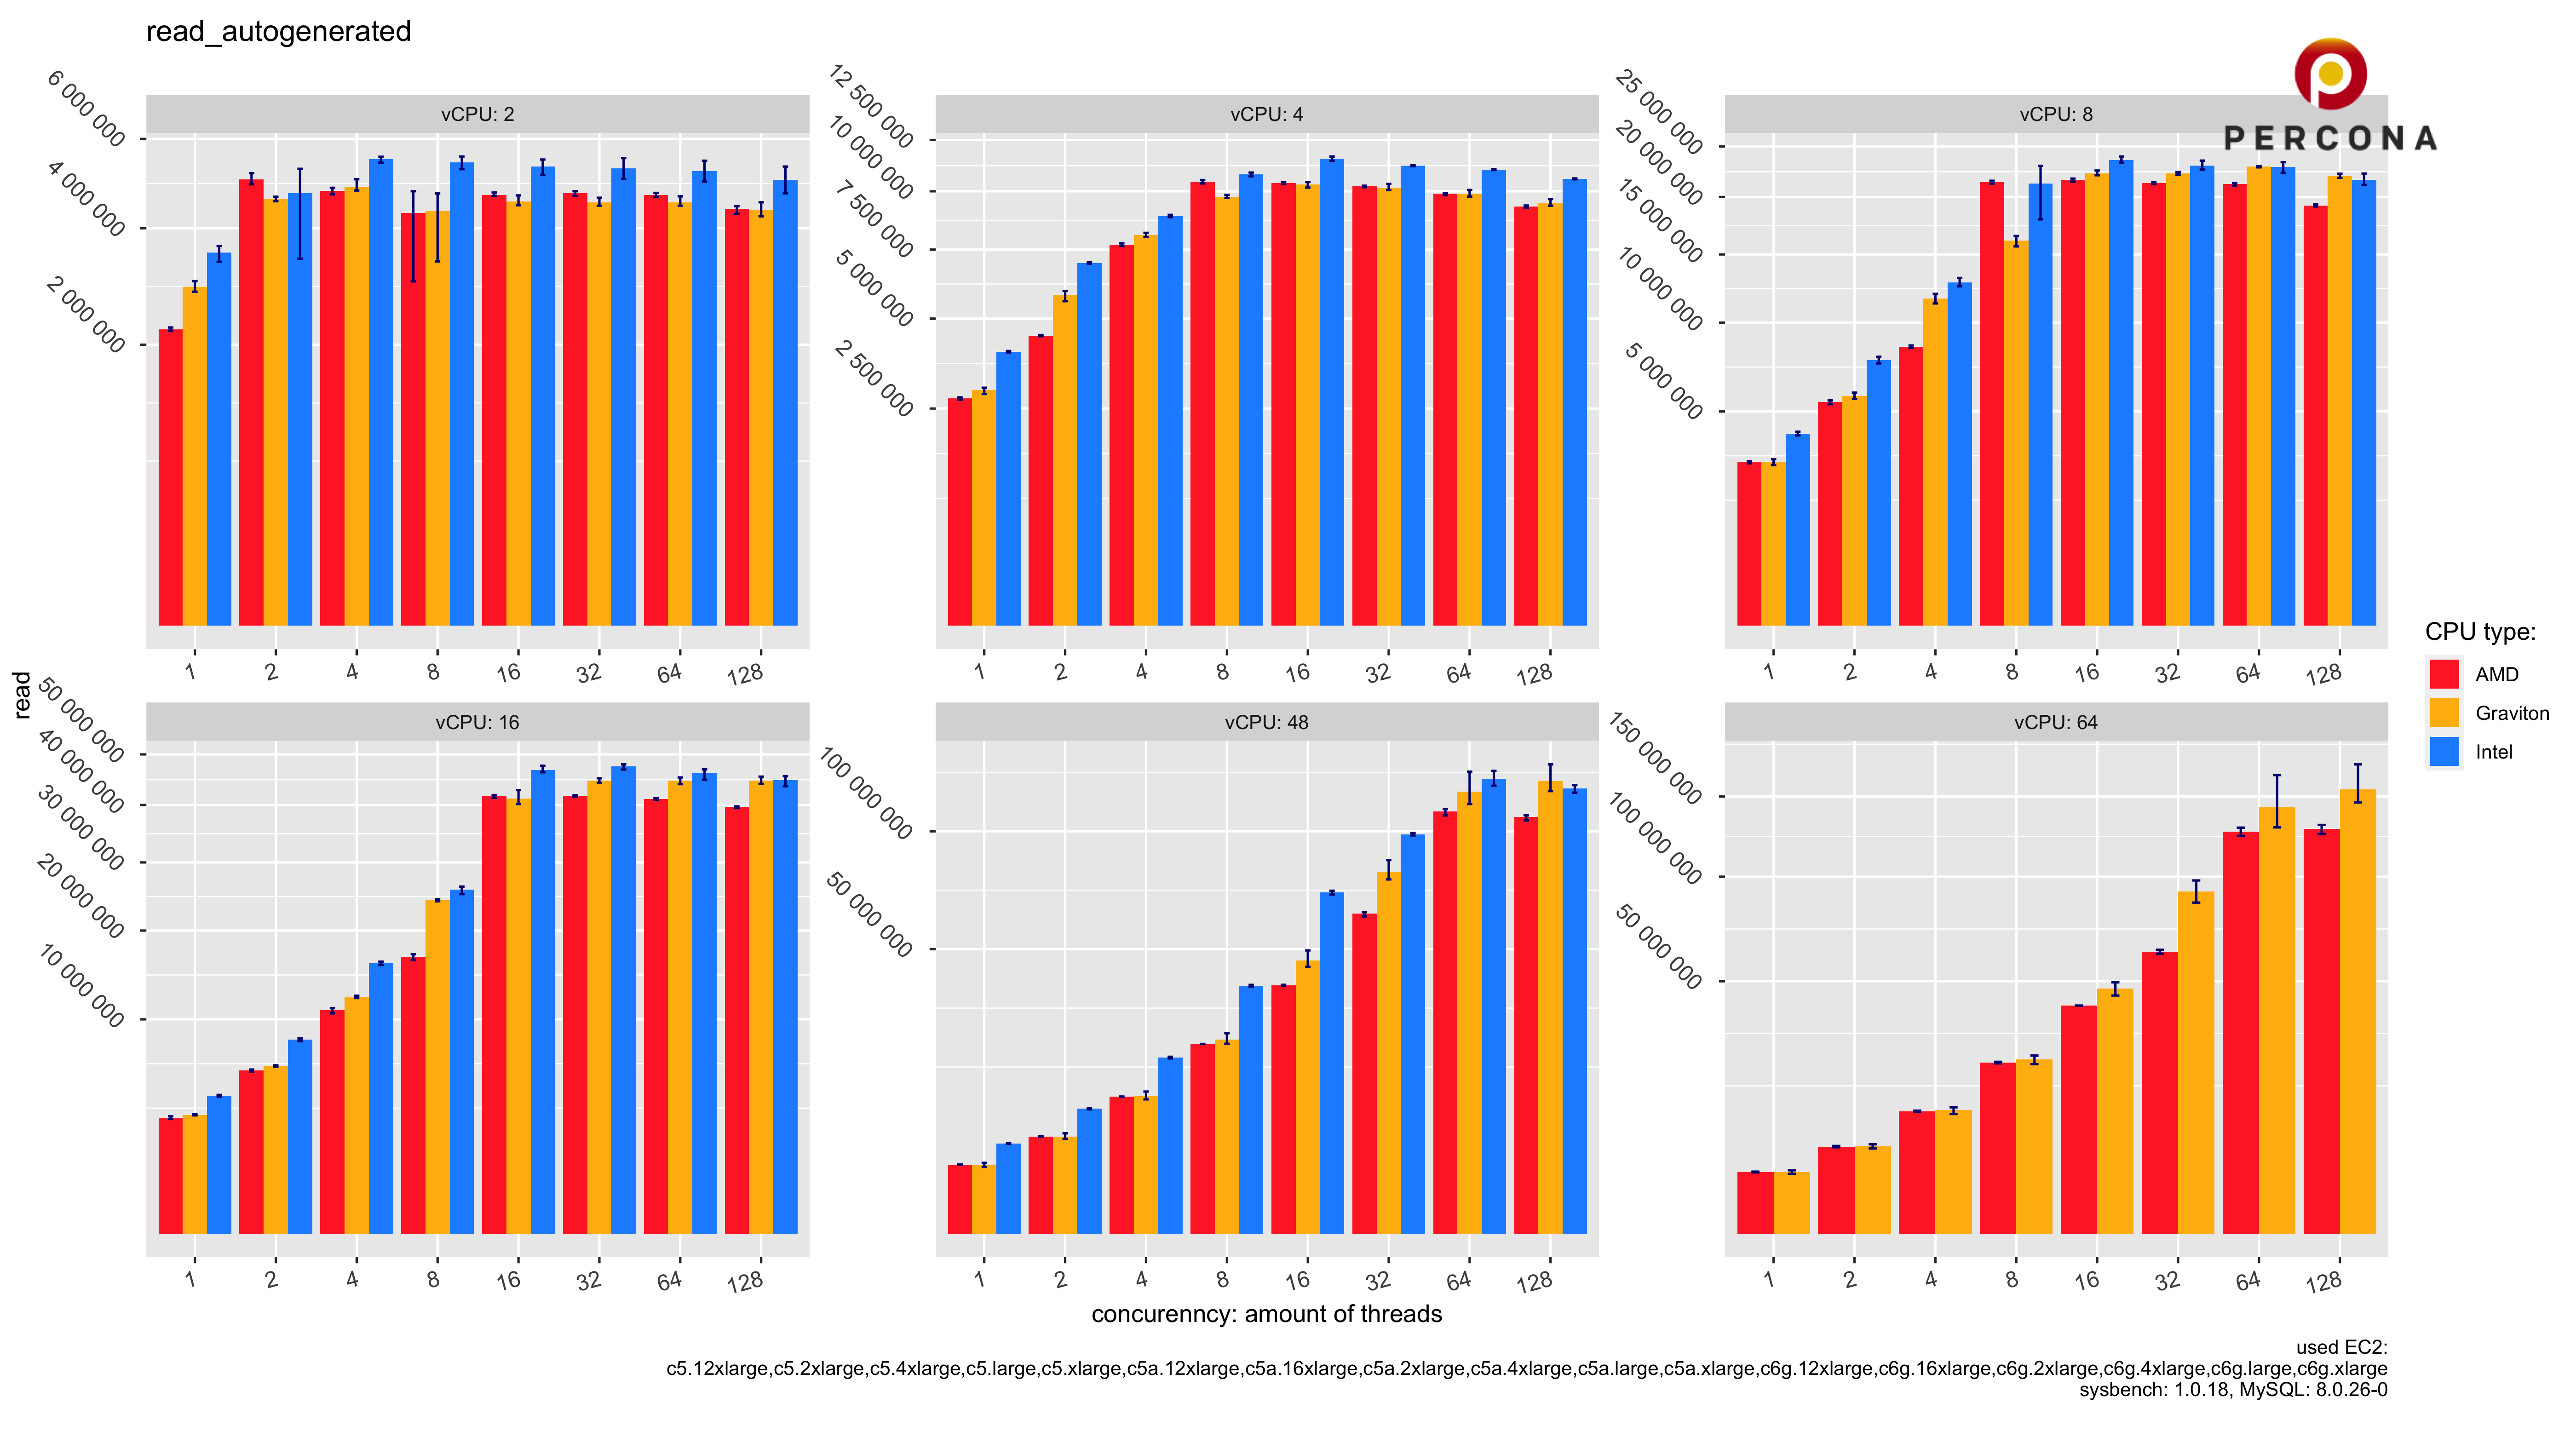 read_autogenerated
PERCONA
vCPU: 2
6 000 000
4 000 000
2 000 000
1 2 4 8 16 32 64 128
vCPU: 4
12 500 000
10 000 000
7 500 000
5 000 000
2 500 000
1 2 4 8 16 32 64 128
vCPU: 8
25 000 000
20 000 000
15 000 000
10 000 000
5 000 000
1 2 4 8 16 32 64 128
read
vCPU: 16
50 000 000
40 000 000
30 000 000
20 000 000
10 000 000
1 2 4 8 16 32 64 128
vCPU: 48
100 000 000
50 000 000
1 2 4 8 16 32 64 128
vCPU: 64
150 000 000
100 000 000
50 000 000
1 2 4 8 16 32 64 128
concurenncy: amount of threads
CPU type:
AMD
Graviton
Intel
used EC2:
c5.12xlarge,c5.2xlarge,c5.4xlarge,c5.large,c5.xlarge,c5a.12xlarge,c5a.16xlarge,c5a.2xlarge,c5a.4xlarge,c5a.large,c5a.xlarge,c6g.12xlarge,c6g.16xlarge,c6g.2xlarge,c6g.4xlarge,c6g.large,c6g.xlarge
sysbench: 1.0.18, MySQL: 8.0.26-0